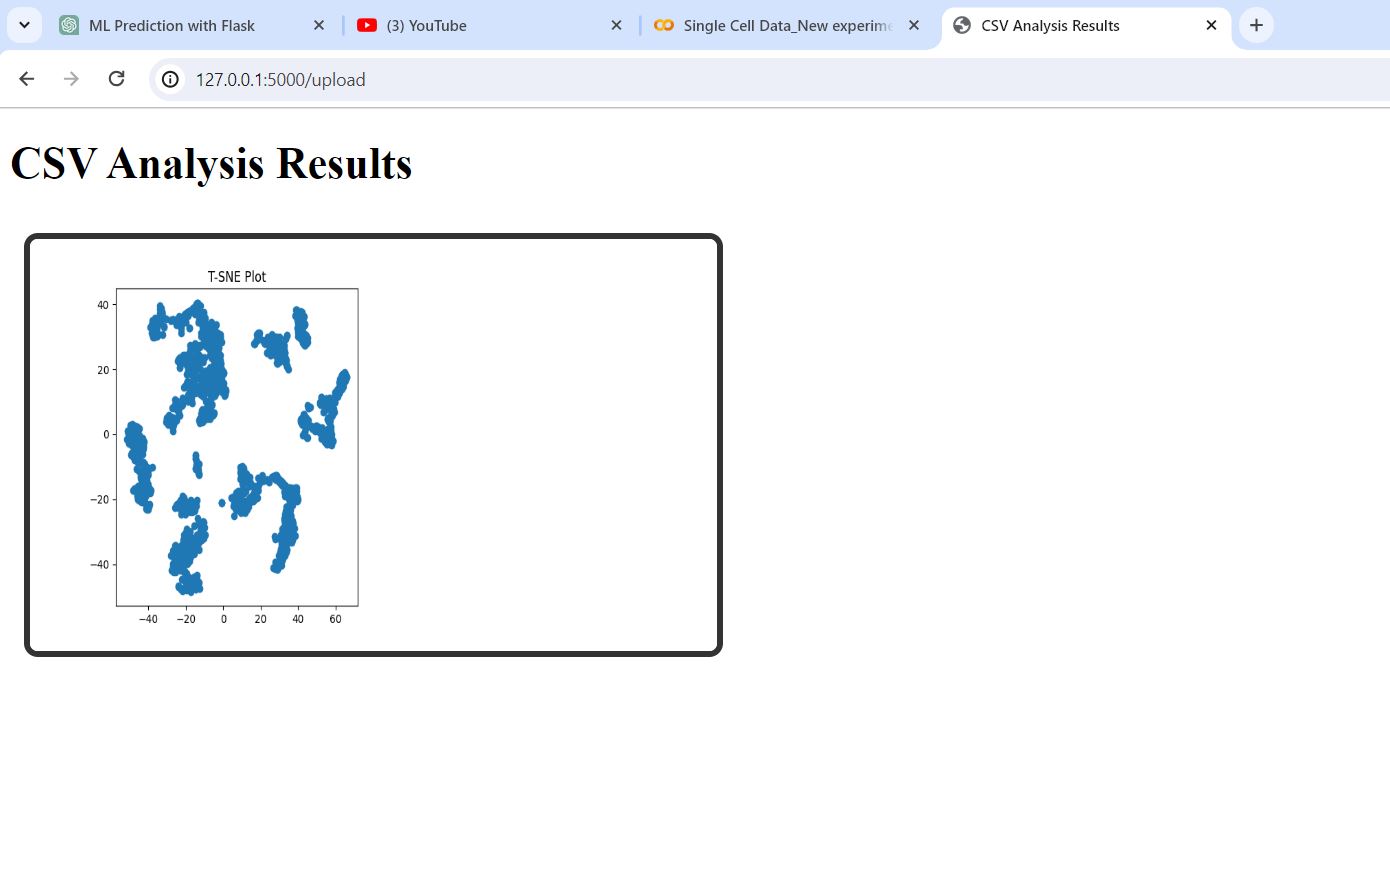 ML Prediction with Flask
(3) YouTube
Single Cell Data_New experime
CSV Analysis Results
127.0.0.1:5000/upload
CSV Analysis Results
T-SNE Plot
40
20
0
−20
−40
−40 −20 0 20 40 60